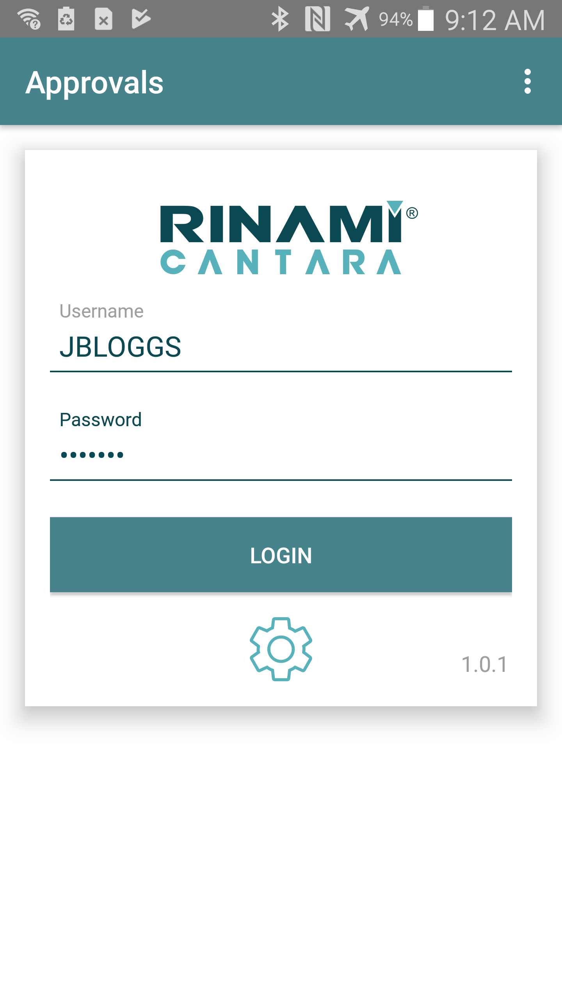 94% 9:12 AM
Approvals
RINAMI®
CANTARA
Username
JBLOGGS
Password
•••••••
LOGIN
1.0.1